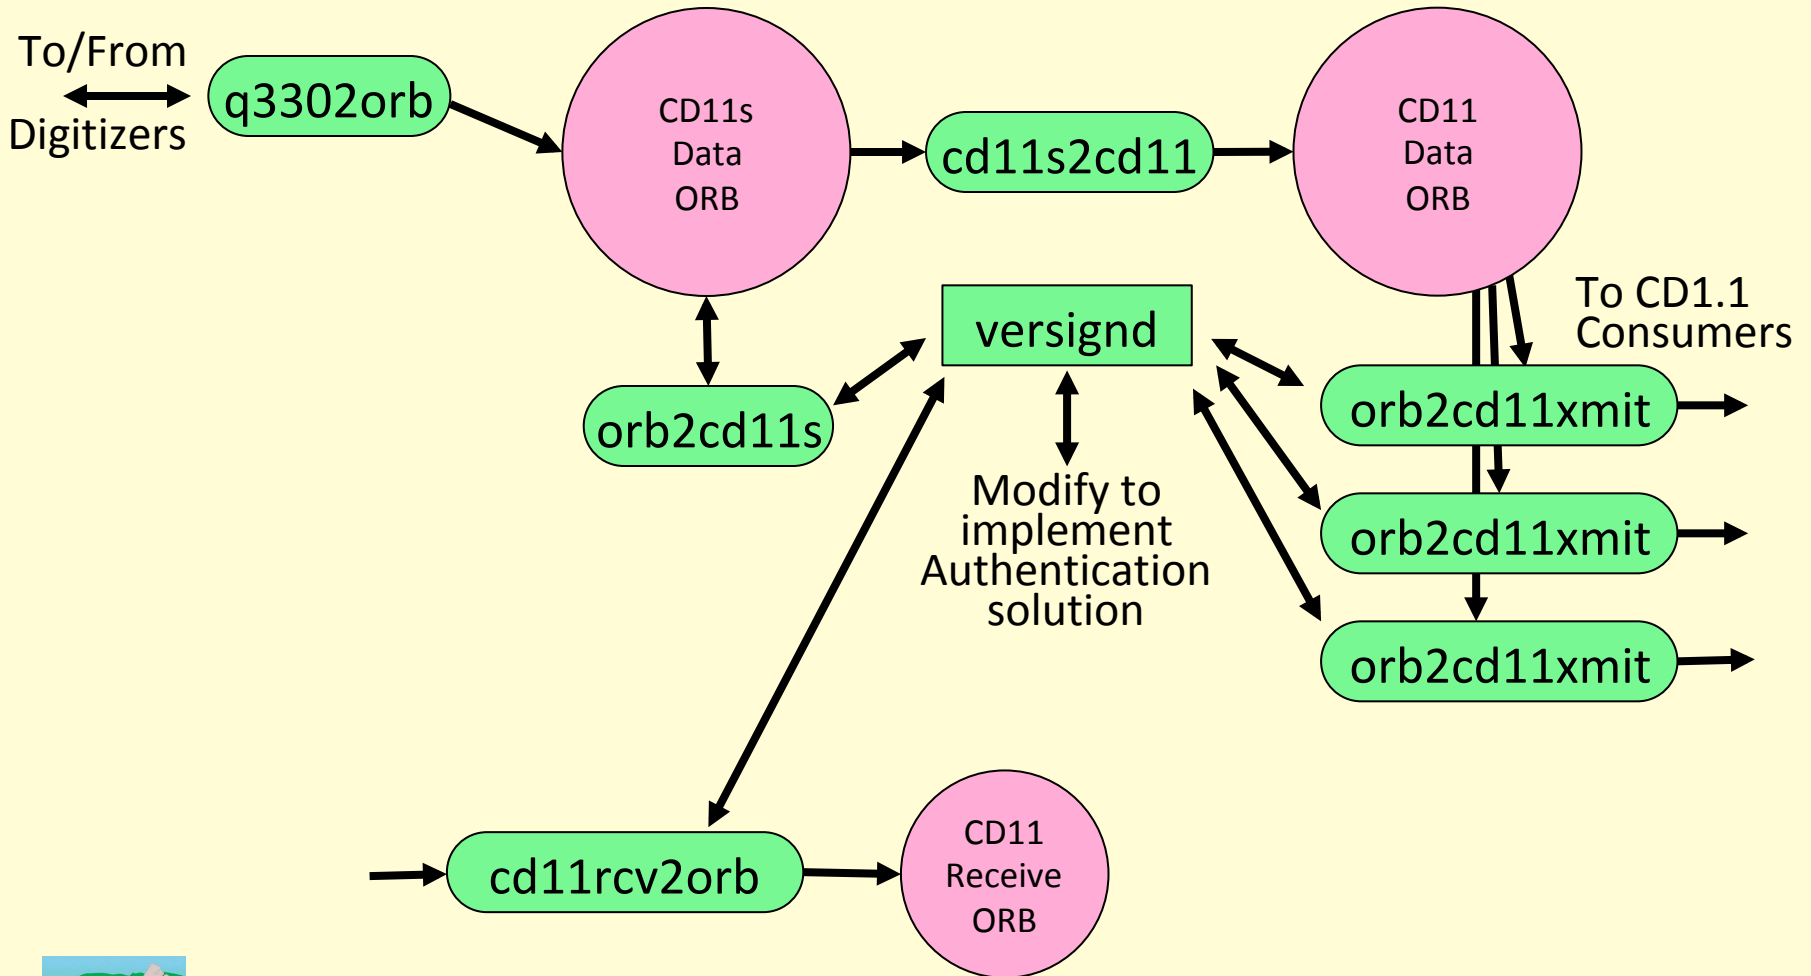 To/From
Digitizers
q3302orb
CD11s
Data
ORB
cd11s2cd11
CD11
Data
ORB
To CD1.1
Consumers
versignd
orb2cd11s
orb2cd11xmit
Modify to
implement
Authentication
solution
orb2cd11xmit
orb2cd11xmit
cd11rcv2orb
CD11
Receive
ORB